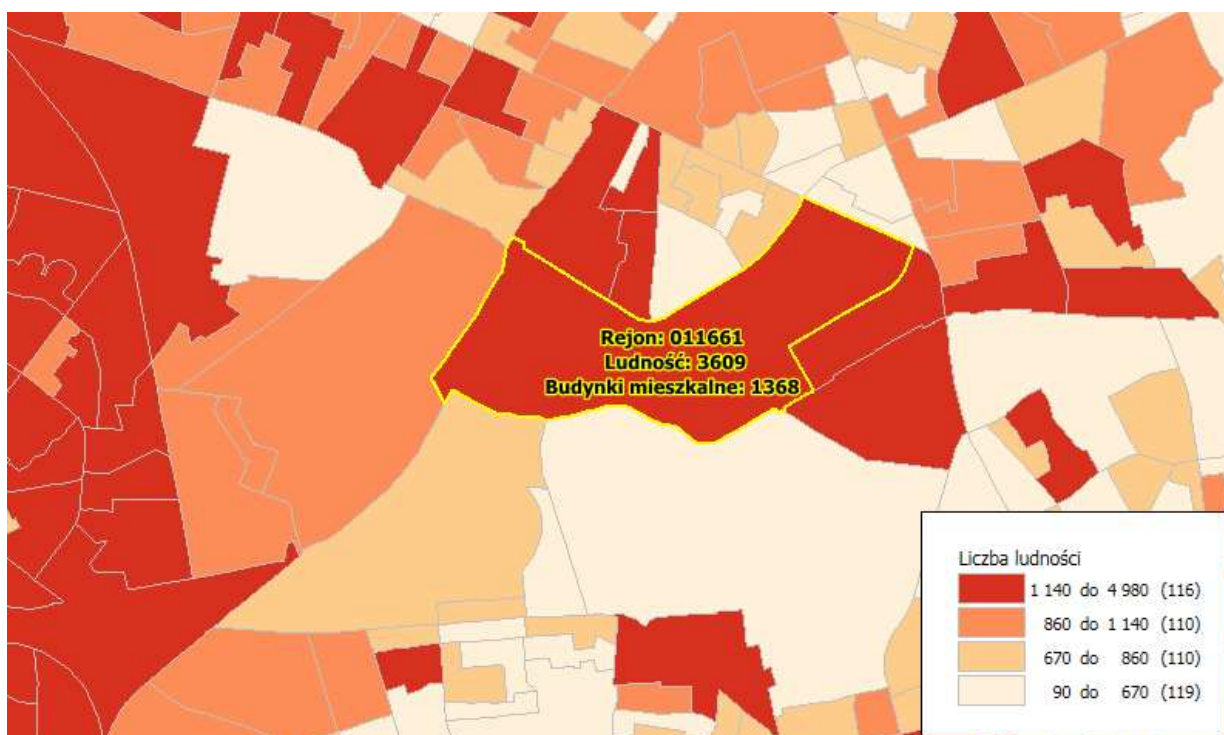 Rejon: 011661
Ludność: 3609
Budynki mieszkalne: 1368
Liczba ludności
1 140 do 4 980 (116)
860 do 1 140 (110)
670 do 860 (110)
90 do 670 (119)